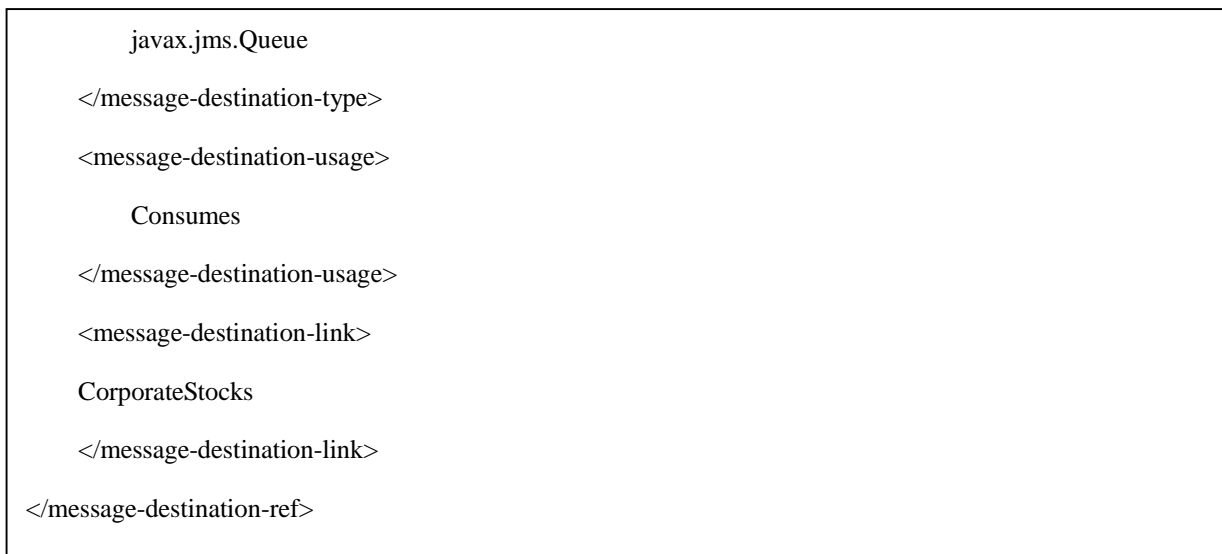 javax.jms.Queue
</message-destination-type>
<message-destination-usage>
Consumes
</message-destination-usage>
<message-destination-link>
CorporateStocks
</message-destination-link>
</message-destination-ref>